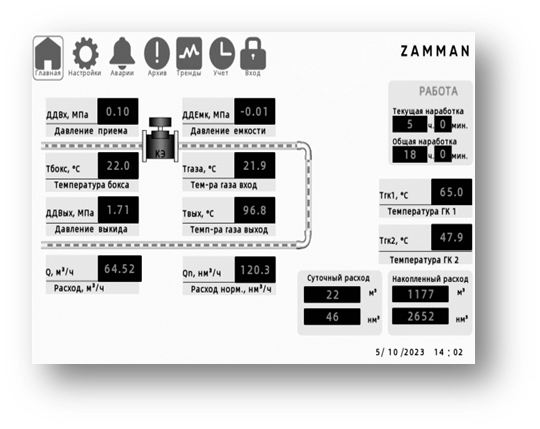 ZAMMAN
Главная Настройки Аварии Архив Тренды Учет Вход
РАБОТА
Текущая наработка
5 ч. 0 мин.
Общая наработка
18 ч. 0 мин.
ДДВх, МПа 0.10
Давление приема
ДДЕмк, МПа -0.01
Давление емкости
КЭ
Тбокс, °С 22.0
Температура бокса
Тгаза, °С 21.9
Тем-ра газа вход
ДДВых, МПа 1.71
Давление выкида
Твых, °С 96.8
Темп-ра газа выход
Тгк1, °С 65.0
Температура ГК 1
Тгк2, °С 47.9
Температура ГК 2
Q, м³/ч 64.52
Расход, м³/ч
Qn, нм³/ч 120.3
Расход норм., нм³/ч
Суточный расход
22 м³
46 нм³
Накопленный расход
1177 м³
2652 нм³
5/ 10 /2023 14 : 02